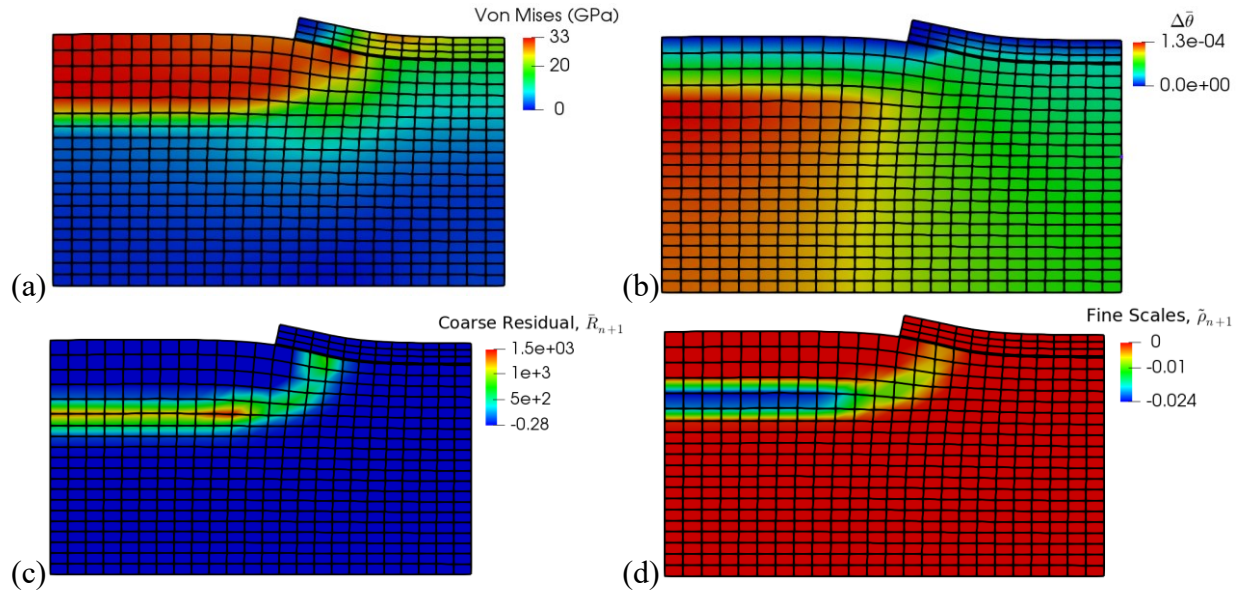 Von Mises (GPa)
33
20
0
(a)
Δθ̄
1.3e-04
0.0e+00
(b)
Coarse Residual, R̄ₙ₊₁
1.5e+03
1e+3
5e+2
-0.28
(c)
Fine Scales, ρ̃ₙ₊₁
0
-0.01
-0.024
(d)